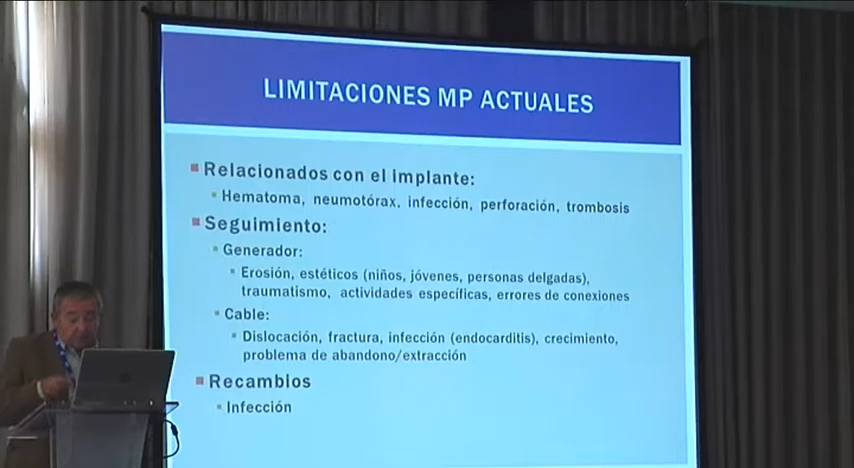 LIMITACIONES MP ACTUALES
Relacionados con el implante:
Hematoma, neumotórax, infección, perforación, trombosis
Seguimiento:
Generador:
Erosión, estéticos (niños, jóvenes, personas delgadas),
traumatismo, actividades específicas, errores de conexiones
Cable:
Dislocación, fractura, infección (endocarditis), crecimiento,
problema de abandono/extracción
Recambios
Infección